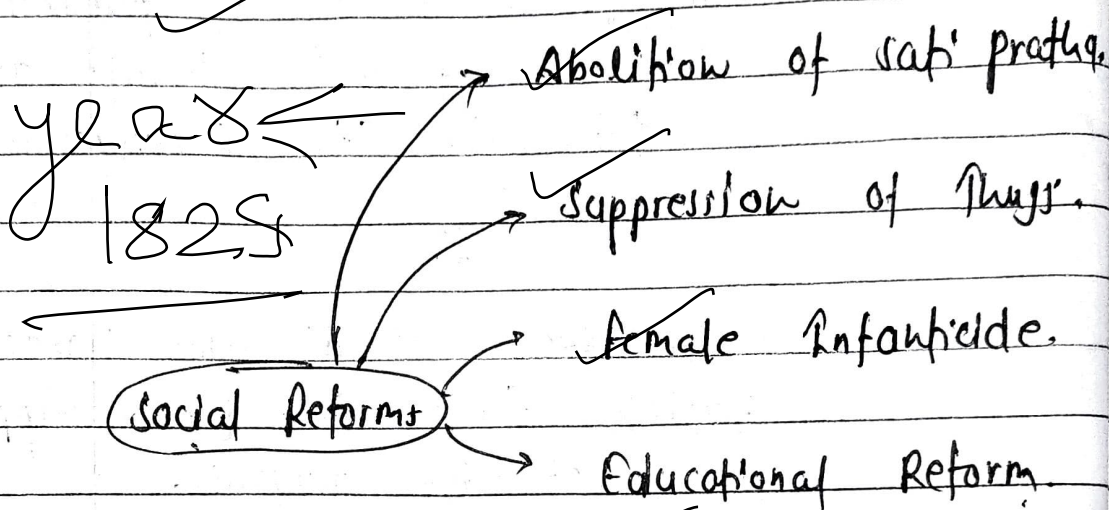 Abolition of sati pratha.
year
1825
Suppression of Thugs.
female Infanticide.
Social Reforms
Educational Reform.